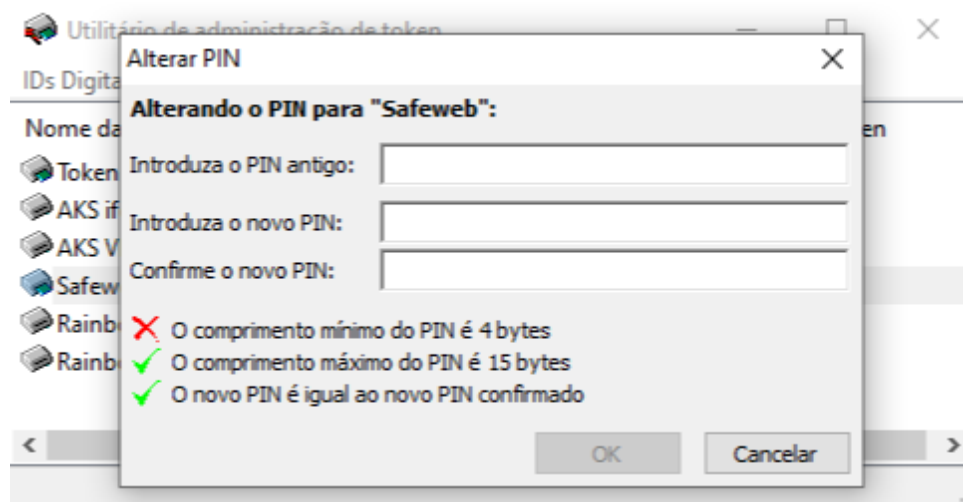 Utilitário de administração de token
Alterar PIN
IDs Digita
Alterando o PIN para "Safeweb":
Nome da
en
Token
Introduza o PIN antigo:
AKS if
Introduza o novo PIN:
AKS V
Confirme o novo PIN:
Safew
Rainb
O comprimento mínimo do PIN é 4 bytes
Rainb
O comprimento máximo do PIN é 15 bytes
O novo PIN é igual ao novo PIN confirmado
OK
Cancelar